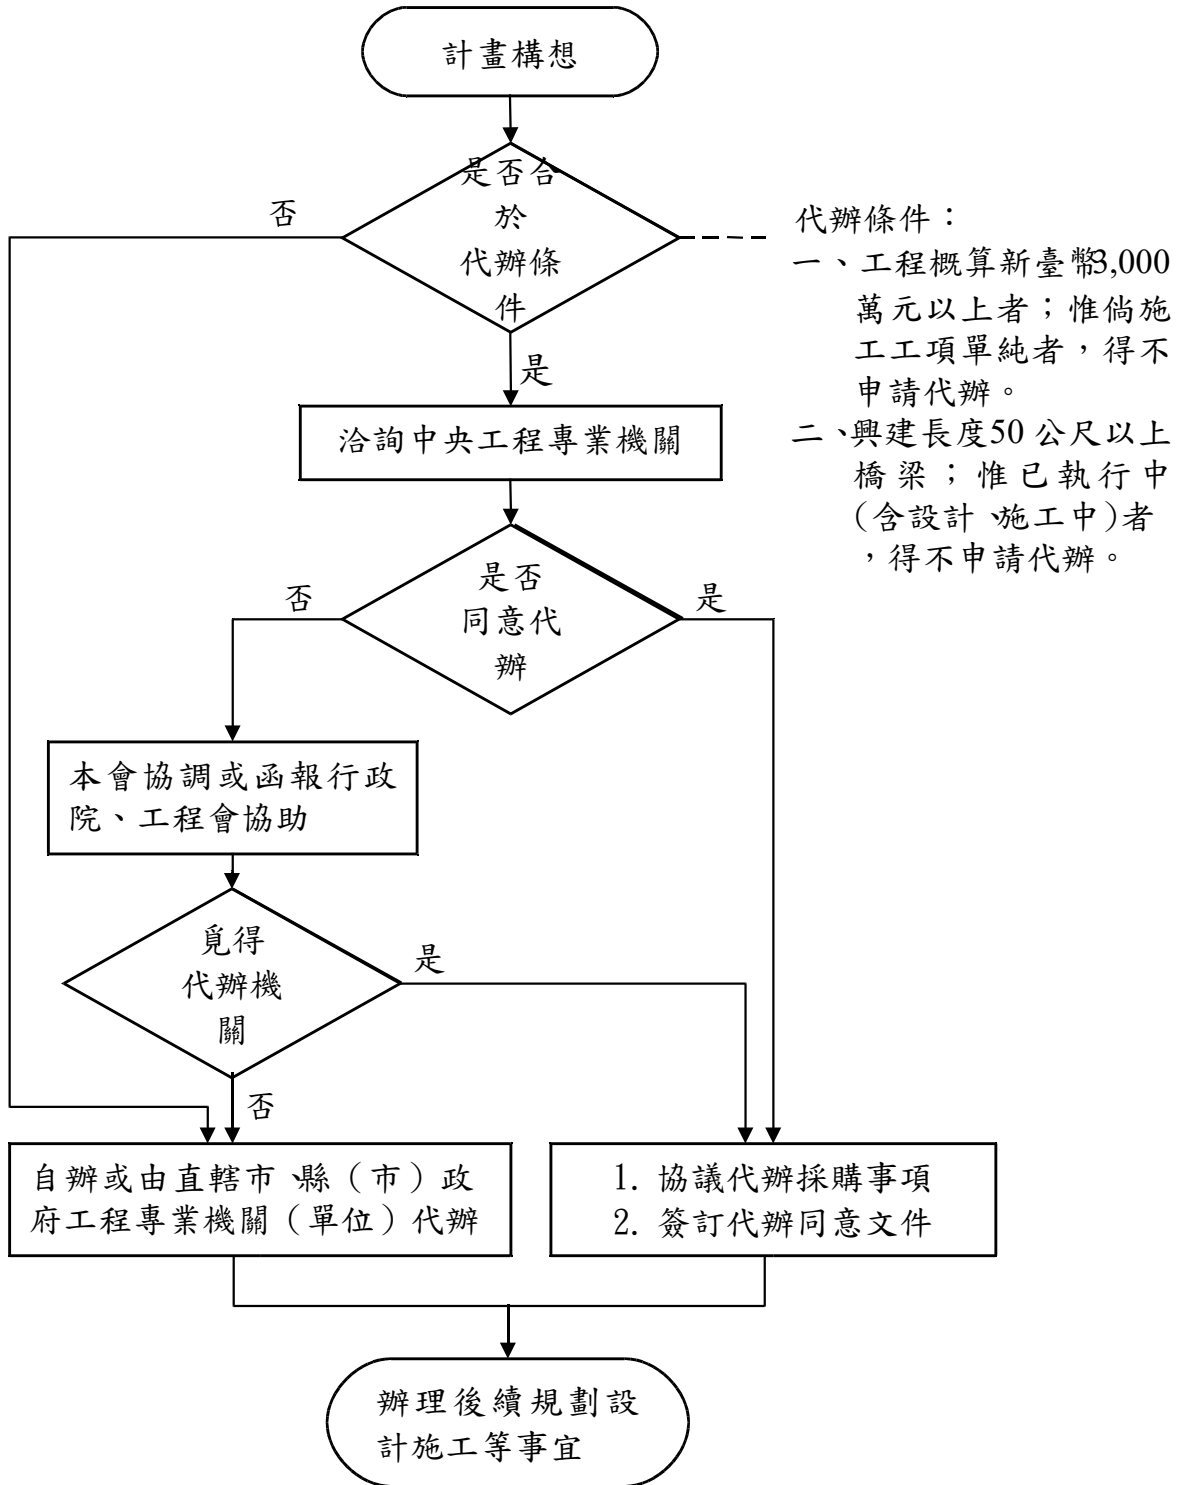 計畫構想
是否合
於
代辦條
件
否
是
代辦條件：
一、工程概算新臺幣3,000
萬元以上者；惟倘施
工工項單純者，得不
申請代辦。
二、興建長度50 公尺以上
橋梁；惟已執行中
(含設計、施工中)者
，得不申請代辦。
洽詢中央工程專業機關
是否
同意代
辦
否
是
本會協調或函報行政
院、工程會協助
覓得
代辦機
關
是
否
自辦或由直轄市、縣（市）政
府工程專業機關（單位）代辦
1. 協議代辦採購事項
2. 簽訂代辦同意文件
辦理後續規劃設
計施工等事宜